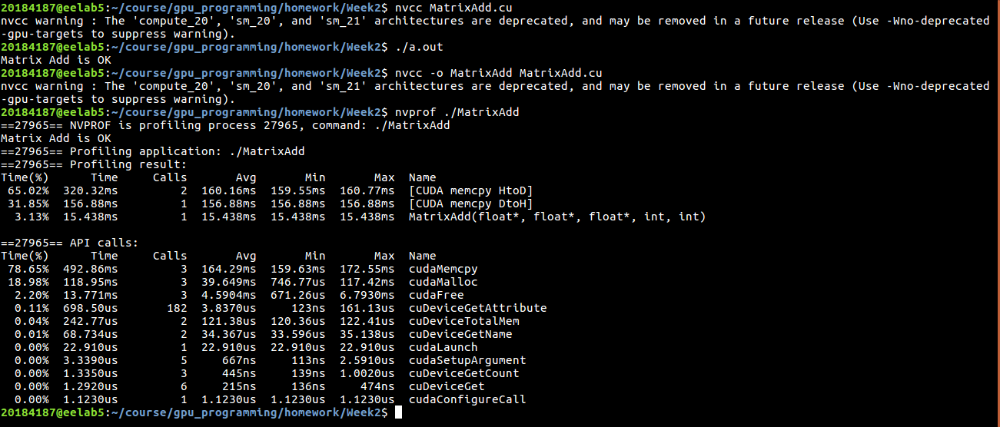 20184187@eelab5:~/course/gpu_programming/homework/Week2$ nvcc MatrixAdd.cu
nvcc warning : The 'compute_20', 'sm_20', and 'sm_21' architectures are deprecated, and may be removed in a future release (Use -Wno-deprecated
-gpu-targets to suppress warning).
20184187@eelab5:~/course/gpu_programming/homework/Week2$ ./a.out
Matrix Add is OK
20184187@eelab5:~/course/gpu_programming/homework/Week2$ nvcc -o MatrixAdd MatrixAdd.cu
nvcc warning : The 'compute_20', 'sm_20', and 'sm_21' architectures are deprecated, and may be removed in a future release (Use -Wno-deprecated
-gpu-targets to suppress warning).
20184187@eelab5:~/course/gpu_programming/homework/Week2$ nvprof ./MatrixAdd
==27965== NVPROF is profiling process 27965, command: ./MatrixAdd
Matrix Add is OK
==27965== Profiling application: ./MatrixAdd
==27965== Profiling result:
Time(%)      Time     Calls       Avg       Min       Max  Name
 65.02%  320.32ms         2  160.16ms  159.55ms  160.77ms  [CUDA memcpy HtoD]
 31.85%  156.88ms         1  156.88ms  156.88ms  156.88ms  [CUDA memcpy DtoH]
  3.13%  15.438ms         1  15.438ms  15.438ms  15.438ms  MatrixAdd(float*, float*, float*, int, int)

==27965== API calls:
Time(%)      Time     Calls       Avg       Min       Max  Name
 78.65%  492.86ms         3  164.29ms  159.63ms  172.55ms  cudaMemcpy
 18.98%  118.95ms         3  39.649ms  746.77us  117.42ms  cudaMalloc
  2.20%  13.771ms         3  4.5904ms  671.26us  6.7930ms  cudaFree
  0.11%  698.50us       182  3.8370us     123ns  161.13us  cuDeviceGetAttribute
  0.04%  242.77us         2  121.38us  120.36us  122.41us  cuDeviceTotalMem
  0.01%  68.734us         2  34.367us  33.596us  35.138us  cuDeviceGetName
  0.00%  22.910us         1  22.910us  22.910us  22.910us  cudaLaunch
  0.00%  3.3390us         5     667ns     113ns  2.5910us  cudaSetupArgument
  0.00%  1.3350us         3     445ns     139ns  1.0020us  cuDeviceGetCount
  0.00%  1.2920us         6     215ns     136ns     474ns  cuDeviceGet
  0.00%  1.1230us         1  1.1230us  1.1230us  1.1230us  cudaConfigureCall
20184187@eelab5:~/course/gpu_programming/homework/Week2$